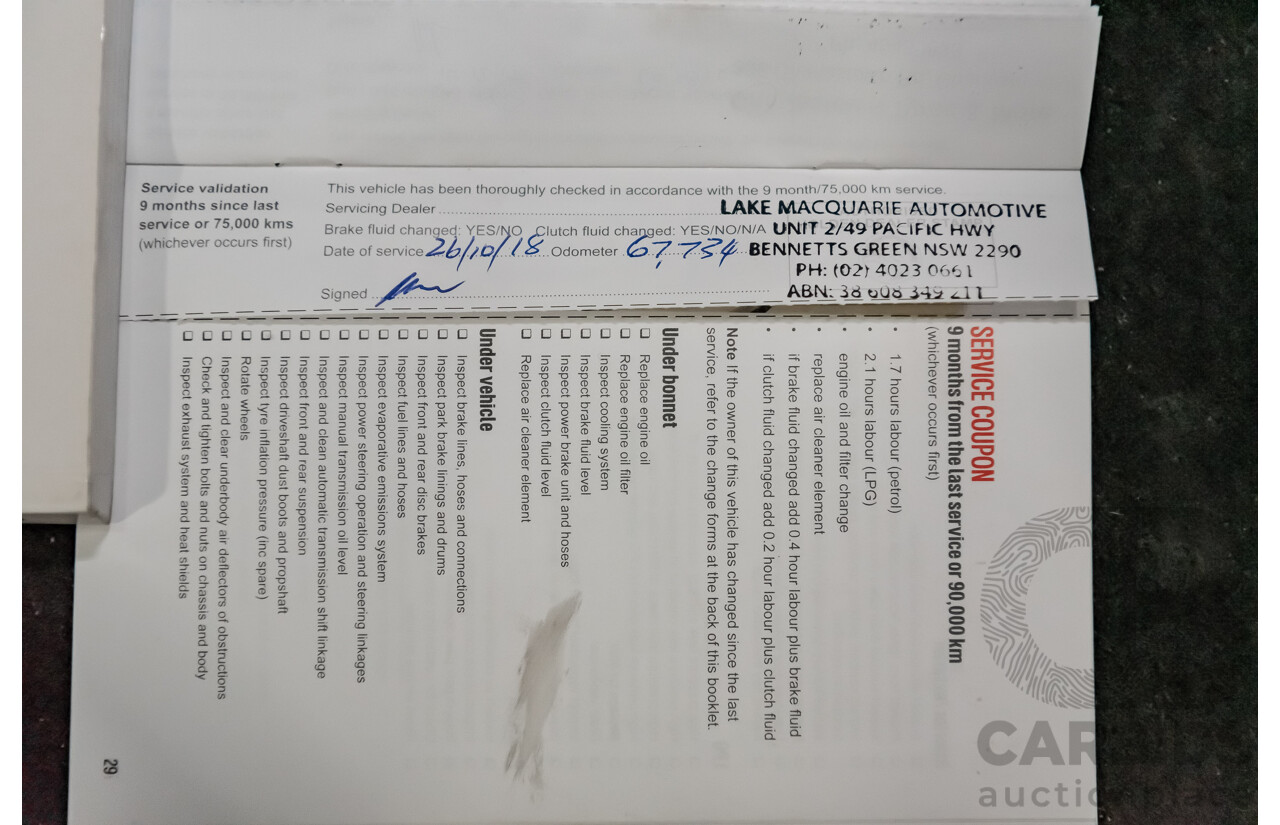 Service validation
9 months since last
service or 75,000 kms
(whichever occurs first)
This vehicle has been thoroughly checked in accordance with the 9 month/75,000 km service.
Servicing Dealer
Brake fluid changed: YES/NO Clutch fluid changed: YES/NO/N/A
Date of service 26/10/18 Odometer 67,734
Signed
LAKE MACQUARIE AUTOMOTIVE
UNIT 2/49 PACIFIC HWY
BENNETTS GREEN NSW 2290
PH: (02) 4023 0661
ABN: 38 608 349 211
SERVICE COUPON
9 months from the last service or 90,000 km
(whichever occurs first)
• 1.7 hours labour (petrol)
• 2.1 hours labour (LPG)
• engine oil and filter change
• replace air cleaner element
• if brake fluid changed add 0.4 hour labour plus brake fluid
• if clutch fluid changed add 0.2 hour labour plus clutch fluid
Note If the owner of this vehicle has changed since the last
service, refer to the change forms at the back of this booklet.
Under bonnet
❑ Replace engine oil
❑ Replace engine oil filter
❑ Inspect cooling system
❑ Inspect brake fluid level
❑ Inspect power brake unit and hoses
❑ Inspect clutch fluid level
❑ Replace air cleaner element
Under vehicle
❑ Inspect brake lines, hoses and connections
❑ Inspect park brake linings and drums
❑ Inspect front and rear disc brakes
❑ Inspect fuel lines and hoses
❑ Inspect evaporative emissions system
❑ Inspect power steering operation and steering linkages
❑ Inspect manual transmission oil level
❑ Inspect and clean automatic transmission shift linkage
❑ Inspect front and rear suspension
❑ Inspect driveshaft dust boots and propshaft
❑ Inspect tyre inflation pressure (inc spare)
❑ Rotate wheels
❑ Inspect and clear underbody air deflectors of obstructions
❑ Check and tighten bolts and nuts on chassis and body
❑ Inspect exhaust system and heat shields
29